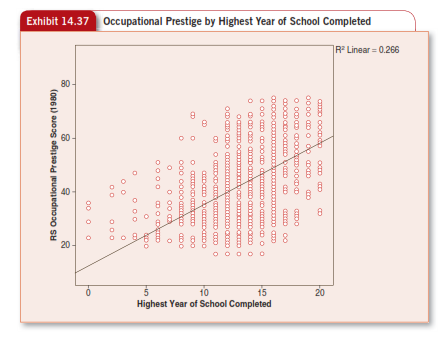 Exhibit 14.37 Occupational Prestige by Highest Year of School Completed
R² Linear = 0.266
RS Occupational Prestige Score (1980)
80
60
40
20
0 5 10 15 20
Highest Year of School Completed